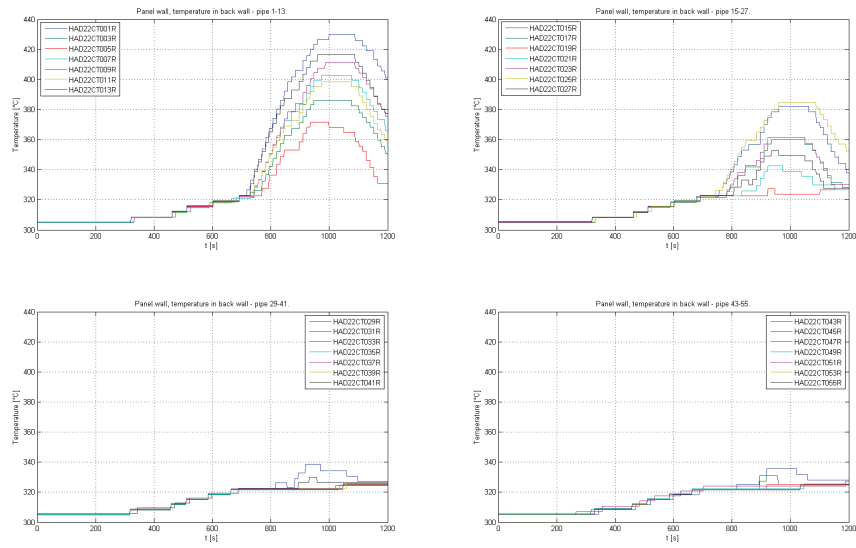 Panel wall, temperature in back wall - pipe 1-13.
440
420
400
380
360
340
320
300
Temperature [°C]
HAD22CT001R
HAD22CT003R
HAD22CT005R
HAD22CT007R
HAD22CT009R
HAD22CT011R
HAD22CT013R
0 200 400 600 800 1000 1200
t [s]
Panel wall, temperature in back wall - pipe 15-27.
440
420
400
380
360
340
320
300
Temperature [°C]
HAD22CT015R
HAD22CT017R
HAD22CT019R
HAD22CT021R
HAD22CT023R
HAD22CT025R
HAD22CT027R
0 200 400 600 800 1000 1200
t [s]
Panel wall, temperature in back wall - pipe 29-41.
440
420
400
380
360
340
320
300
Temperature [°C]
HAD22CT029R
HAD22CT031R
HAD22CT033R
HAD22CT035R
HAD22CT037R
HAD22CT039R
HAD22CT041R
0 200 400 600 800 1000 1200
t [s]
Panel wall, temperature in back wall - pipe 43-55.
440
420
400
380
360
340
320
300
Temperature [°C]
HAD22CT043R
HAD22CT045R
HAD22CT047R
HAD22CT049R
HAD22CT051R
HAD22CT053R
HAD22CT055R
0 200 400 600 800 1000 1200
t [s]